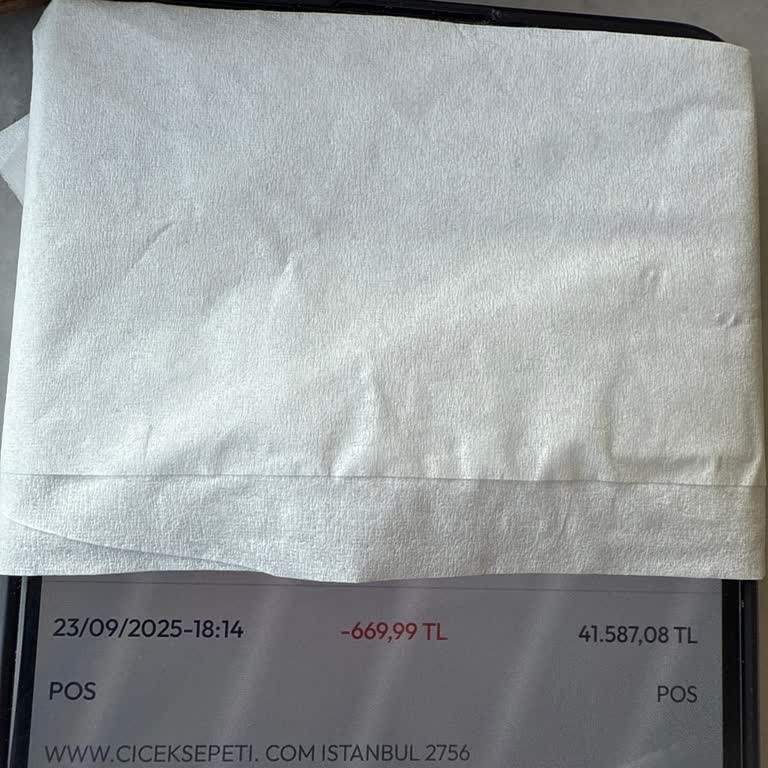 23/09/2025-18:14 -669,99 TL 41.587,08 TL
POS POS
WWW.CICEKSEPETI. COM ISTANBUL 2756